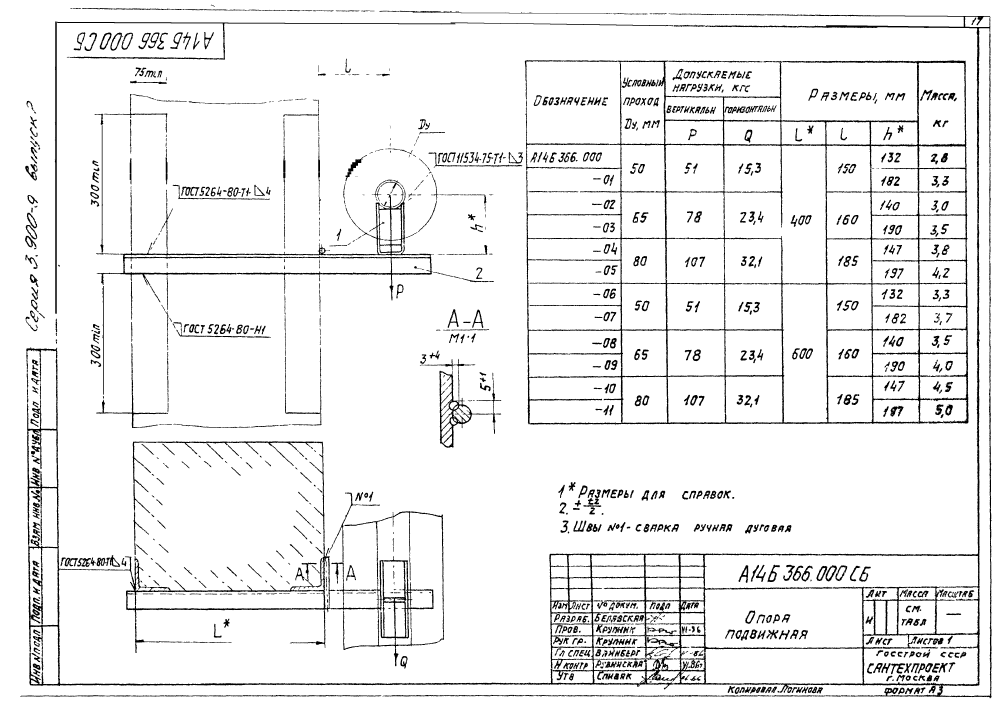 17
А14Б 366 000 СБ
Серия 3.900-9 выпуск
75 min
l
Dу
300 min
ГОСТ 5264-80-Т1-◺4
ГОСТ 11534-75-Т1-◺3
h*
1
2
P
300 min
ГОСТ 5264-80-Н1
А-А
М1:1
3+4
5+1
№1
ГОСТ 5264-80-Т1◺4
А А
L*
Q
Обозначение
Условный проход Dу, мм
Допускаемые нагрузки, кгс
вертикальн
P
горизонтальн
Q
Размеры, мм
L* l h*
Масса, кг
А14Б 366.000 50 51 15,3 400 150 132 2,8
-01 182 3,3
-02 65 78 23,4 160 140 3,0
-03 190 3,5
-04 80 107 32,1 185 147 3,8
-05 197 4,2
-06 50 51 15,3 600 150 132 3,3
-07 182 3,7
-08 65 78 23,4 160 140 3,5
-09 190 4,0
-10 80 107 32,1 185 147 4,5
-11 197 5,0
1* Размеры для справок.
2. ± t2/2.
3. Швы №1 - сварка ручная дуговая
Инв №подл
Подп. и дата
Взам инв.№
Инв №дубл
Подп. и дата
А14Б 366.000 СБ
Изм Лист № докум. Подп Дата
Разраб. Белявская
Пров. Крупник
Рук гр. Крупник
Гл спец Вайнберг
Н контр
Утв Спивак
Опора
подвижная
Лит Масса Масштаб
И см. табл —
Лист Листов 1
Госстрой СССР
Сантехпроект
г. Москва
Копировал Логинова
Формат А3